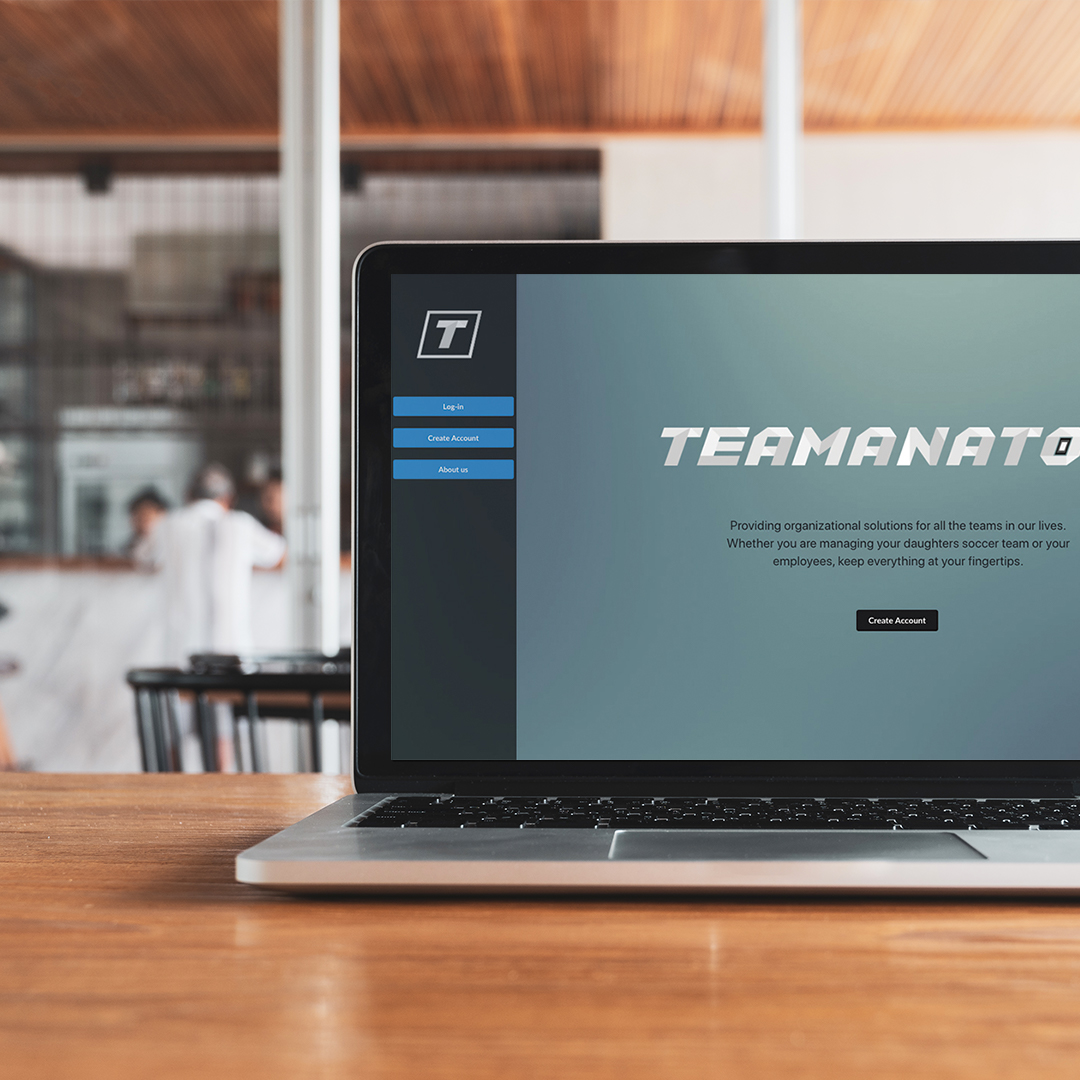 T
Log-in
Create Account
About us
TEAMANATO
Providing organizational solutions for all the teams in our lives.
Whether you are managing your daughters soccer team or your
employees, keep everything at your fingertips.
Create Account